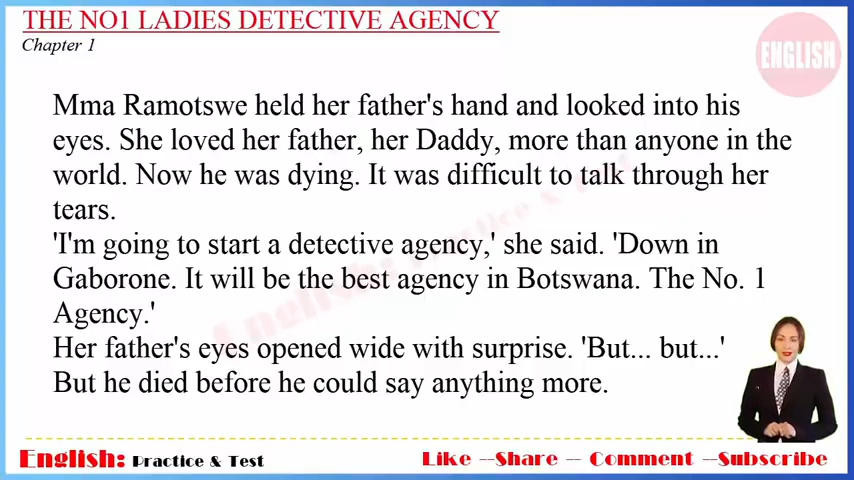 THE NO1 LADIES DETECTIVE AGENCY
Chapter 1
ENGLISH
Mma Ramotswe held her father's hand and looked into his
eyes. She loved her father, her Daddy, more than anyone in the
world. Now he was dying. It was difficult to talk through her
tears.
'I'm going to start a detective agency,' she said. 'Down in
Gaborone. It will be the best agency in Botswana. The No. 1
Agency.'
Her father's eyes opened wide with surprise. 'But... but...'
But he died before he could say anything more.
English: Practice & Test
Like --Share -- Comment --Subscribe